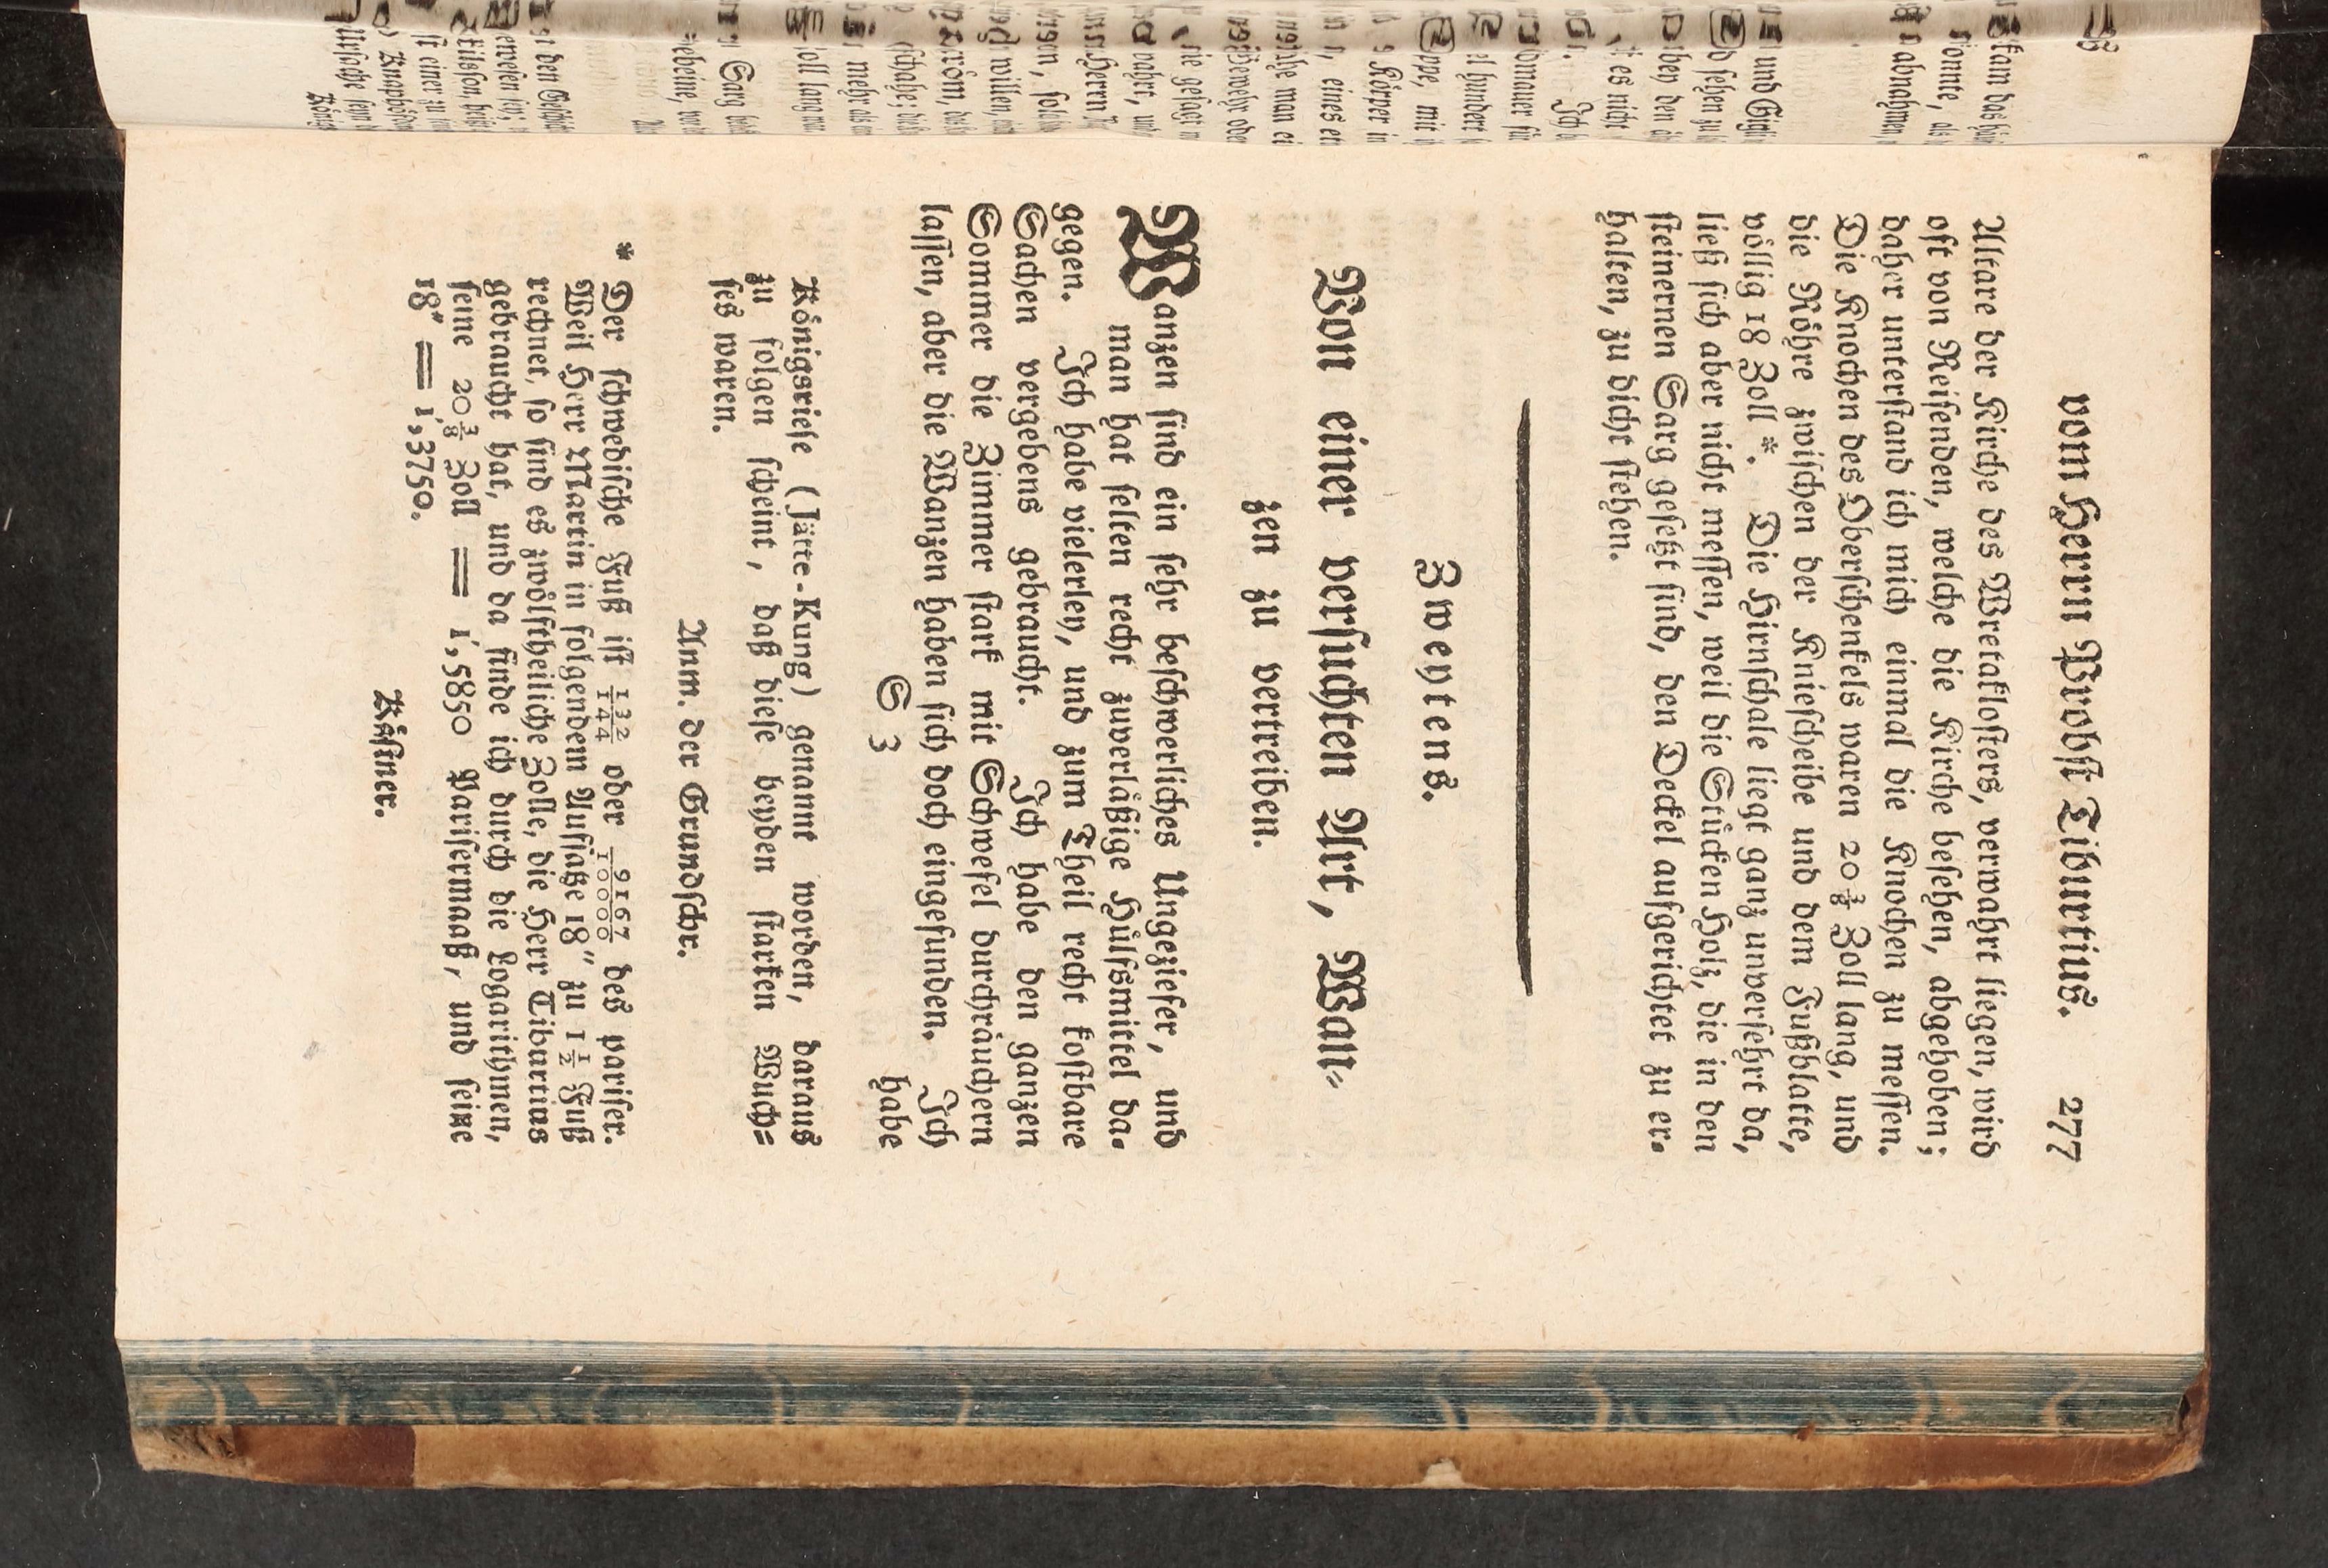 vom Herrn Probst Tiburtius. 277
Altare der Kirche des Wretaklosters, verwahrt liegen, wird
oft von Reisenden, welche die Kirche besehen, abgehoben;
daher unterstand ich mich einmal die Knochen zu messen.
Die Knochen des Oberschenkels waren 20 3/8 Zoll lang, und
die Röhre zwischen der Kniescheibe und dem Fußblatte,
völlig 18 Zoll *. Die Hirnschale liegt ganz unversehrt da,
ließ sich aber nicht messen, weil die Stücken Holz, die in den
steinernen Sarg gesetzt sind, den Deckel aufgerichtet zu er-
halten, zu dicht stehen.
Zweytens.
Von einer versuchten Art, Wan-
zen zu vertreiben.
Wanzen sind ein sehr beschwerliches Ungeziefer, und
man hat selten recht zuverläßige Hülfsmittel da-
gegen. Ich habe vielerley, und zum Theil recht kostbare
Sachen vergebens gebraucht. Ich habe den ganzen
Sommer die Zimmer stark mit Schwefel durchräuchern
lassen, aber die Wanzen haben sich doch eingefunden. Ich
S 3 habe
Königsriese (Jätte-Kung) genannt worden, daraus
zu folgen scheint, daß diese beyden starken Wuch-
ses waren.
Anm. der Grundschr.
* Der schwedische Fuß ist 132/144 oder 9167/10000 des pariser.
Weil Herr Martin in folgendem Aufsatze 18" zu 1 1/2 Fuß
rechnet, so sind es zwölftheilichte Zolle, die Herr Tiburtius
gebraucht hat, und da finde ich durch die Logarithmen,
seine 20 3/8 Zoll = 1',5850 Parisermaaß, und seine
18" = 1',3750.
Kästner.